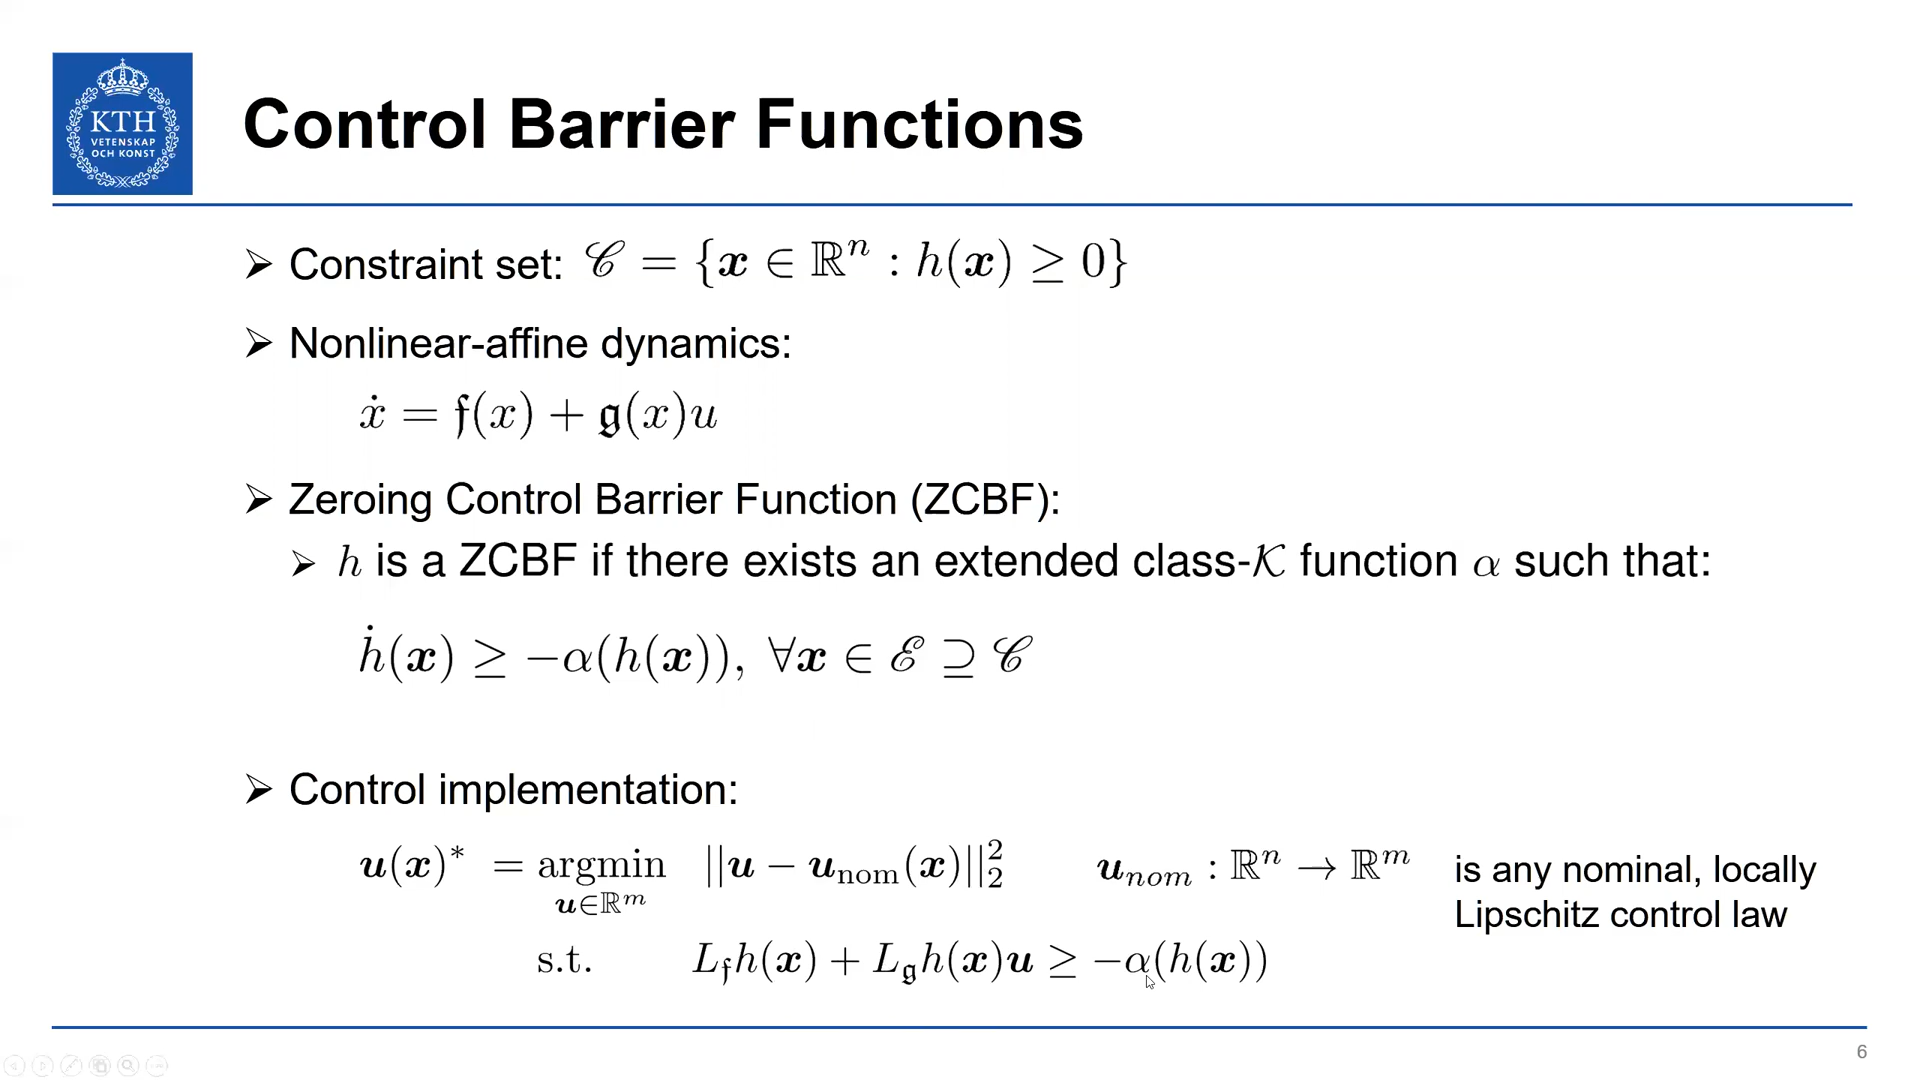 KTH
VETENSKAP
OCH KONST
Control Barrier Functions
➢ Constraint set: 𝒞 = {𝒙 ∈ ℝⁿ : h(𝒙) ≥ 0}
➢ Nonlinear-affine dynamics:
ẋ = 𝔣(x) + 𝔤(x)u
➢ Zeroing Control Barrier Function (ZCBF):
➢ h is a ZCBF if there exists an extended class-𝒦 function α such that:
ḣ(𝒙) ≥ −α(h(𝒙)), ∀𝒙 ∈ ℰ ⊇ 𝒞
➢ Control implementation:
𝒖(𝒙)* = argmin ||𝒖 − 𝒖_nom(𝒙)||₂² 𝒖_nom : ℝⁿ → ℝᵐ is any nominal, locally
𝒖∈ℝᵐ Lipschitz control law
s.t. L_𝔣h(𝒙) + L_𝔤h(𝒙)𝒖 ≥ −α(h(𝒙))
6